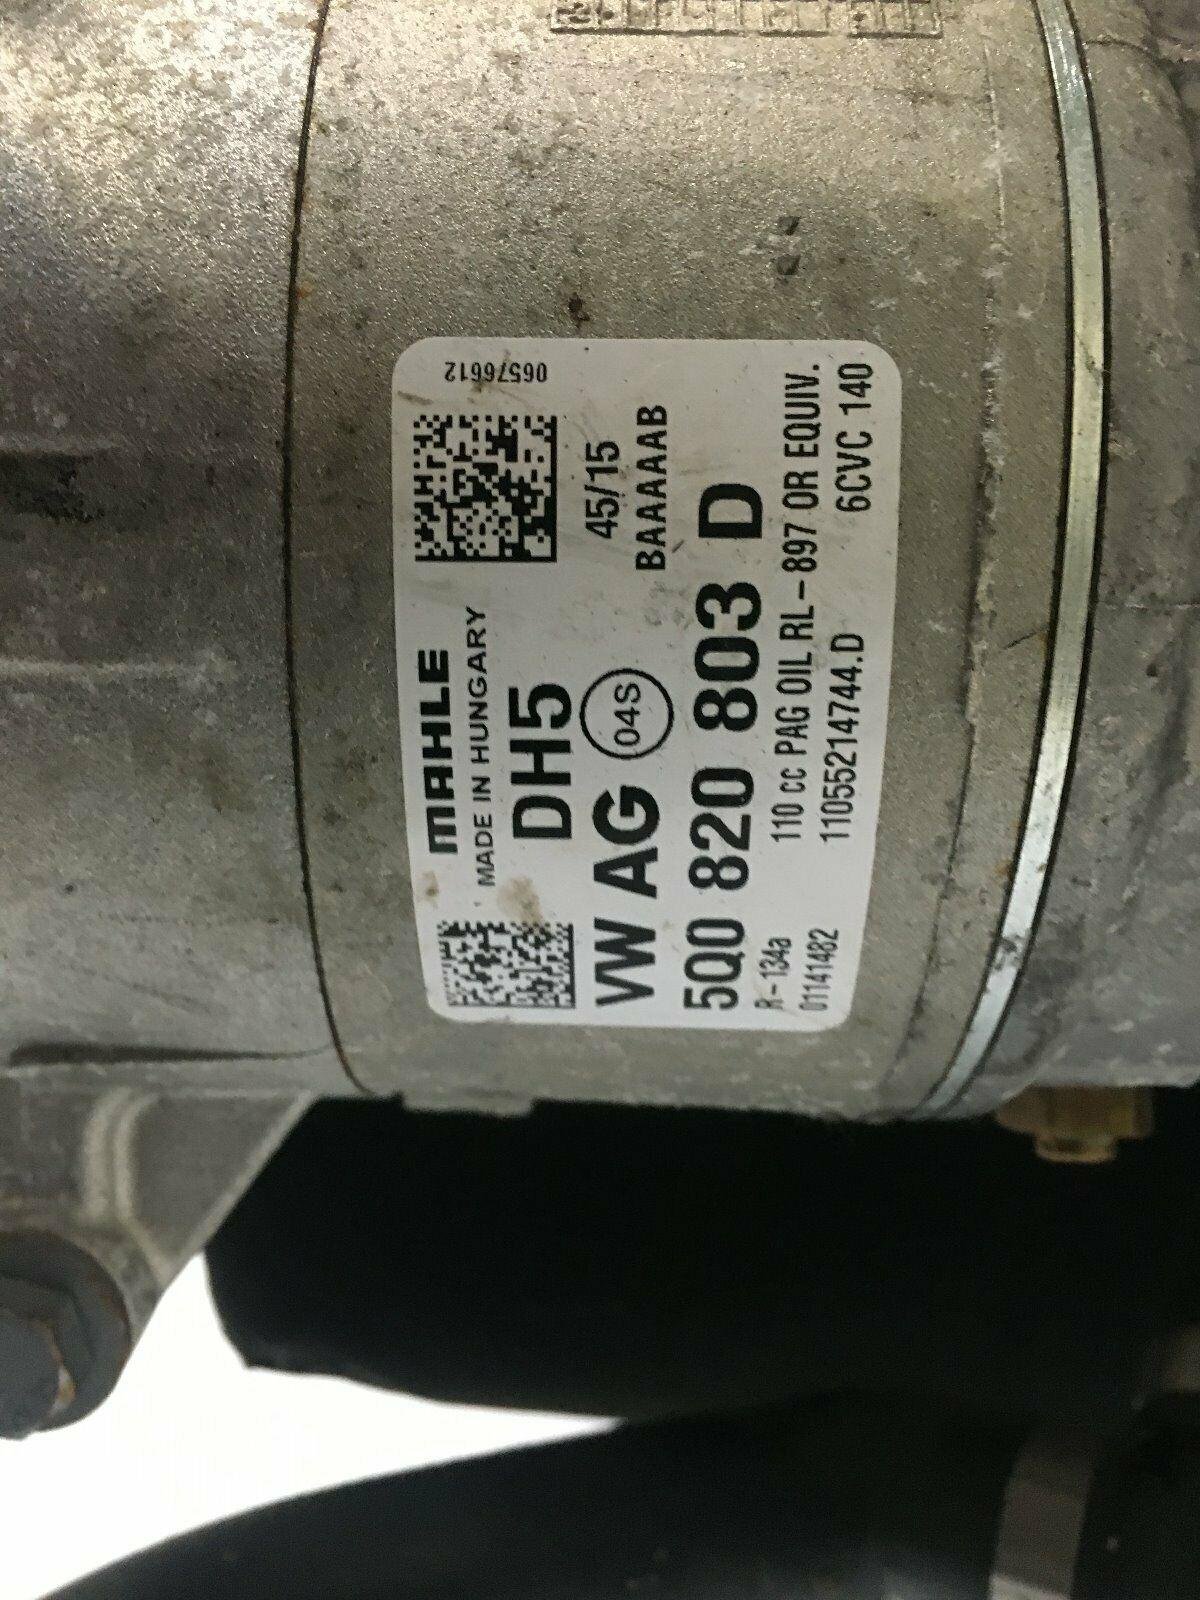 MAHLE
MADE IN HUNGARY
06576612
DH5
45/15
VW AG 04S BAAAAAB
5Q0 820 803 D
R-134a 110 cc PAG OIL RL-897 OR EQUIV.
01141482 11055214744.D 6CVC 140